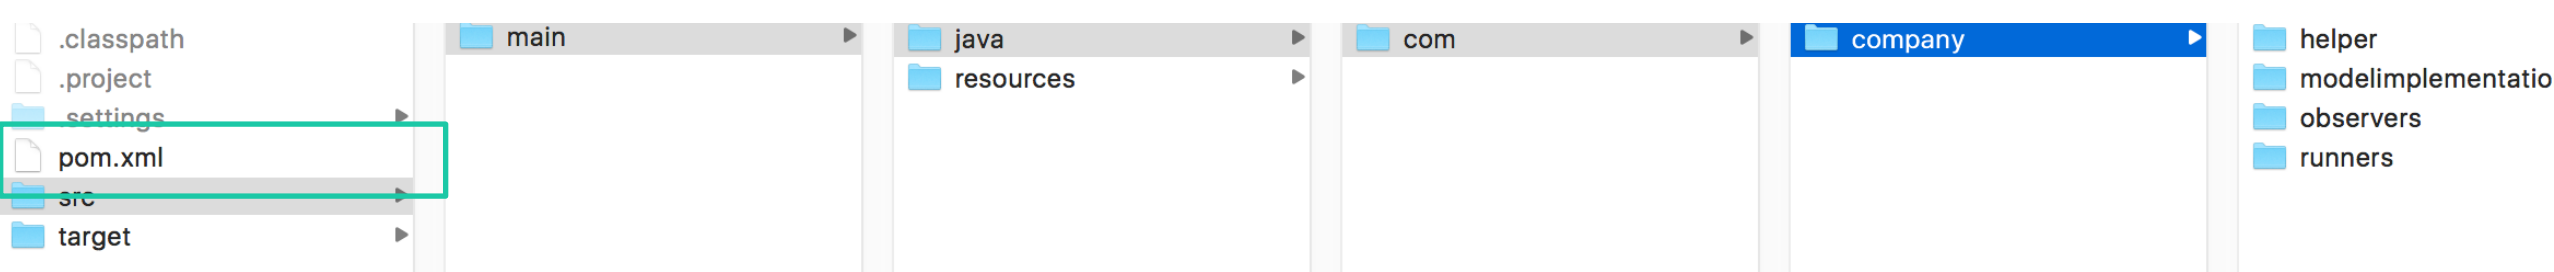 .classpath
.project
.settings
pom.xml
src
target
main
java
resources
com
company
helper
modelimplementatio
observers
runners